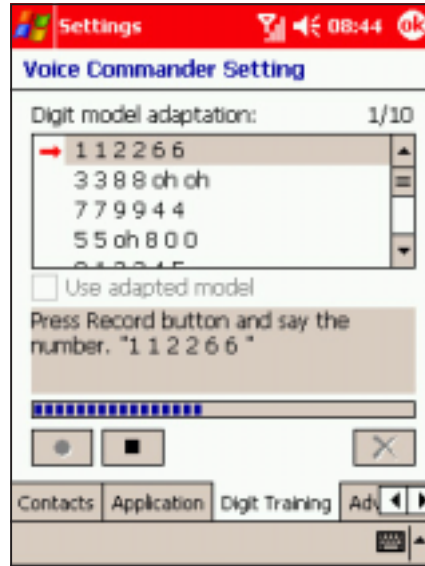 Settings 08:44 ok
Voice Commander Setting
Digit model adaptation: 1/10
1 1 2 2 6 6
3 3 8 8 oh oh
7 7 9 9 4 4
5 5 oh 8 0 0
Use adapted model
Press Record button and say the
number. "1 1 2 2 6 6 "
Contacts Application Digit Training